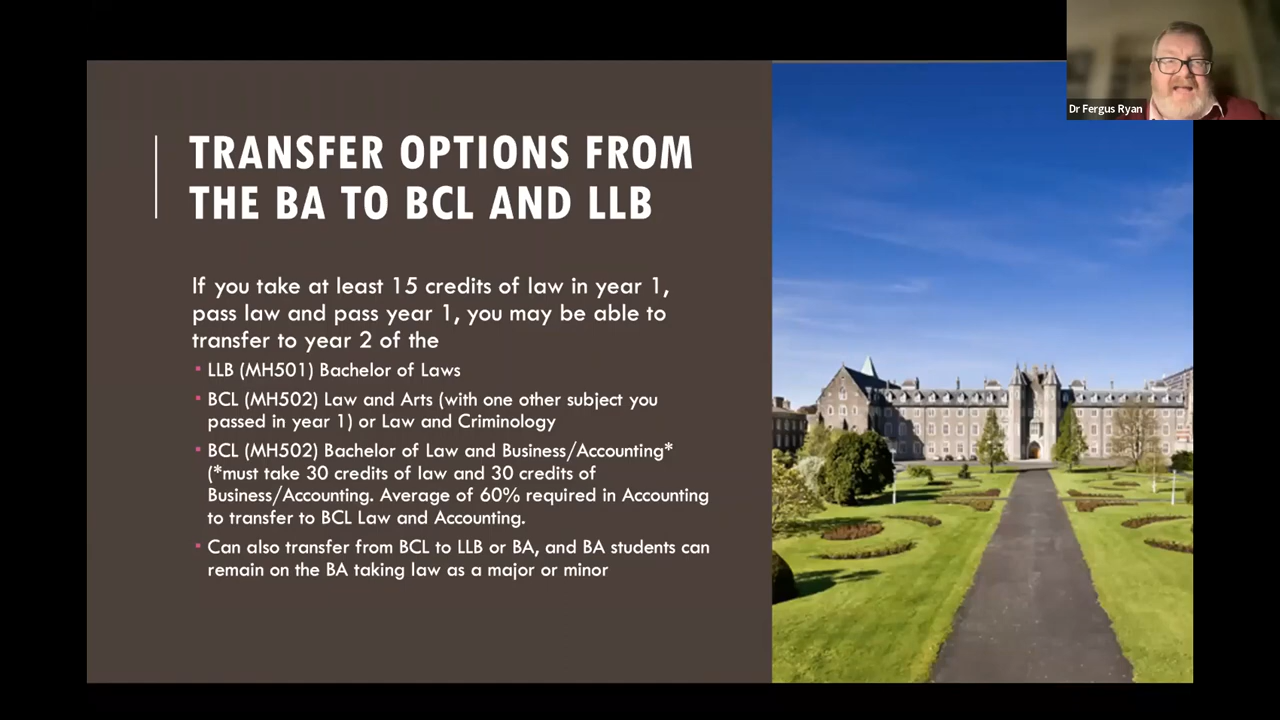 Dr Fergus Ryan
TRANSFER OPTIONS FROM
THE BA TO BCL AND LLB
If you take at least 15 credits of law in year 1,
pass law and pass year 1, you may be able to
transfer to year 2 of the
▪ LLB (MH501) Bachelor of Laws
▪ BCL (MH502) Law and Arts (with one other subject you
passed in year 1) or Law and Criminology
▪ BCL (MH502) Bachelor of Law and Business/Accounting*
(*must take 30 credits of law and 30 credits of
Business/Accounting. Average of 60% required in Accounting
to transfer to BCL Law and Accounting.
▪ Can also transfer from BCL to LLB or BA, and BA students can
remain on the BA taking law as a major or minor